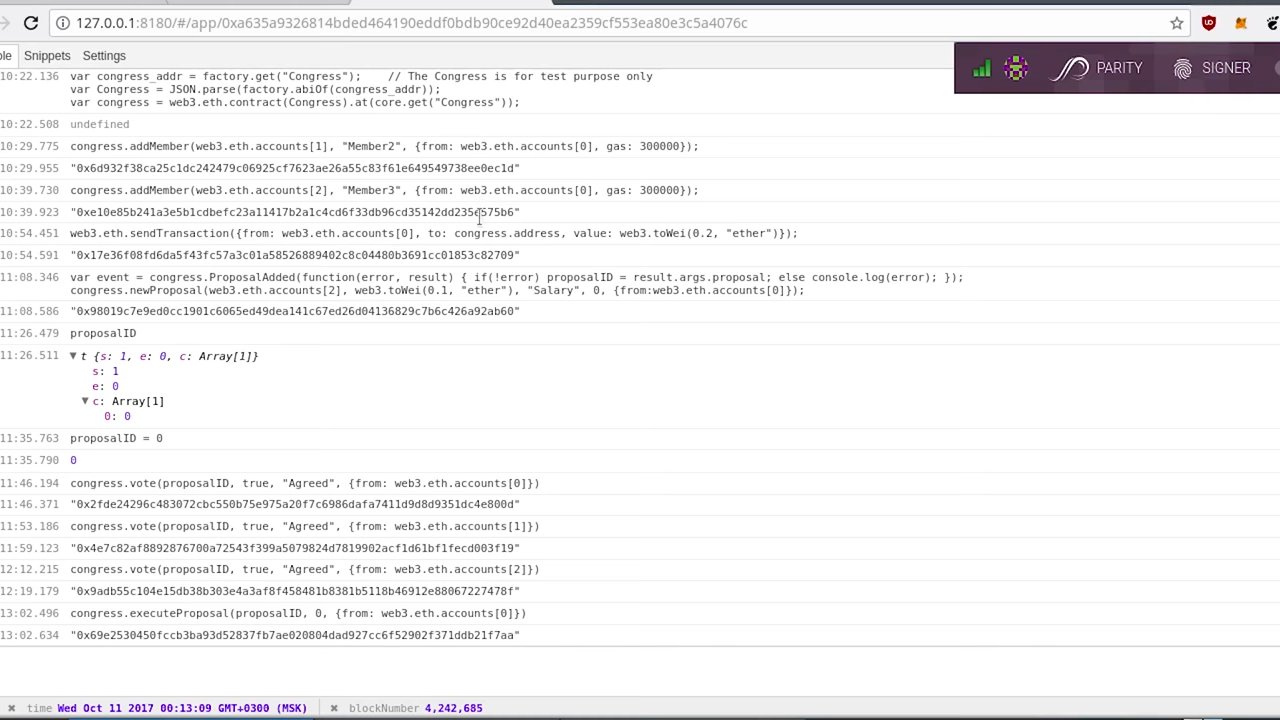 127.0.0.1:8180/#/app/0xa635a9326814bded464190eddf0bdb90ce92d40ea2359cf553ea80e3c5a4076c
Snippets Settings
PARITY SIGNER
10:22.136 var congress_addr = factory.get("Congress"); // The Congress is for test purpose only
var Congress = JSON.parse(factory.abiOf(congress_addr));
var congress = web3.eth.contract(Congress).at(core.get("Congress"));
10:22.508 undefined
10:29.775 congress.addMember(web3.eth.accounts[1], "Member2", {from: web3.eth.accounts[0], gas: 300000});
10:29.955 "0x6d932f38ca25c1dc242479c06925cf7623ae26a55c83f61e649549738ee0ec1d"
10:39.730 congress.addMember(web3.eth.accounts[2], "Member3", {from: web3.eth.accounts[0], gas: 300000});
10:39.923
10:54.451 web3.eth.sendTransaction({from: web3.eth.accounts[0], to: congress.address, value: web3.toWei(0.2, "ether")});
10:54.591 "0x17e36f08fd6da5f43fc57a3c01a58526889402c8c04480b3691cc01853c82709"
11:08.346 var event = congress.ProposalAdded(function(error, result) { if(!error) proposalID = result.args.proposal; else console.log(error); });
congress.newProposal(web3.eth.accounts[2], web3.toWei(0.1, "ether"), "Salary", 0, {from:web3.eth.accounts[0]});
11:08.586 "0x98019c7e9ed0cc1901c6065ed49dea141c67ed26d04136829c7b6c426a92ab60"
11:26.479 proposalID
11:26.511 ▼ t {s: 1, e: 0, c: Array[1]}
s: 1
e: 0
▼ c: Array[1]
0: 0
11:35.763 proposalID = 0
11:35.790 0
11:46.194 congress.vote(proposalID, true, "Agreed", {from: web3.eth.accounts[0]})
11:46.371 "0x2fde24296c483072cbc550b75e975a20f7c6986dafa7411d9d8d9351dc4e800d"
11:53.186 congress.vote(proposalID, true, "Agreed", {from: web3.eth.accounts[1]})
11:59.123 "0x4e7c82af8892876700a72543f399a5079824d7819902acf1d61bf1fecd003f19"
12:12.215 congress.vote(proposalID, true, "Agreed", {from: web3.eth.accounts[2]})
12:19.179 "0x9adb55c104e15db38b303e4a3af8f458481b8381b5118b46912e88067227478f"
13:02.496 congress.executeProposal(proposalID, 0, {from: web3.eth.accounts[0]})
13:02.634 "0x69e2530450fccb3ba93d52837fb7ae020804dad927cc6f52902f371ddb21f7aa"
time Wed Oct 11 2017 00:13:09 GMT+0300 (MSK) blockNumber 4,242,685